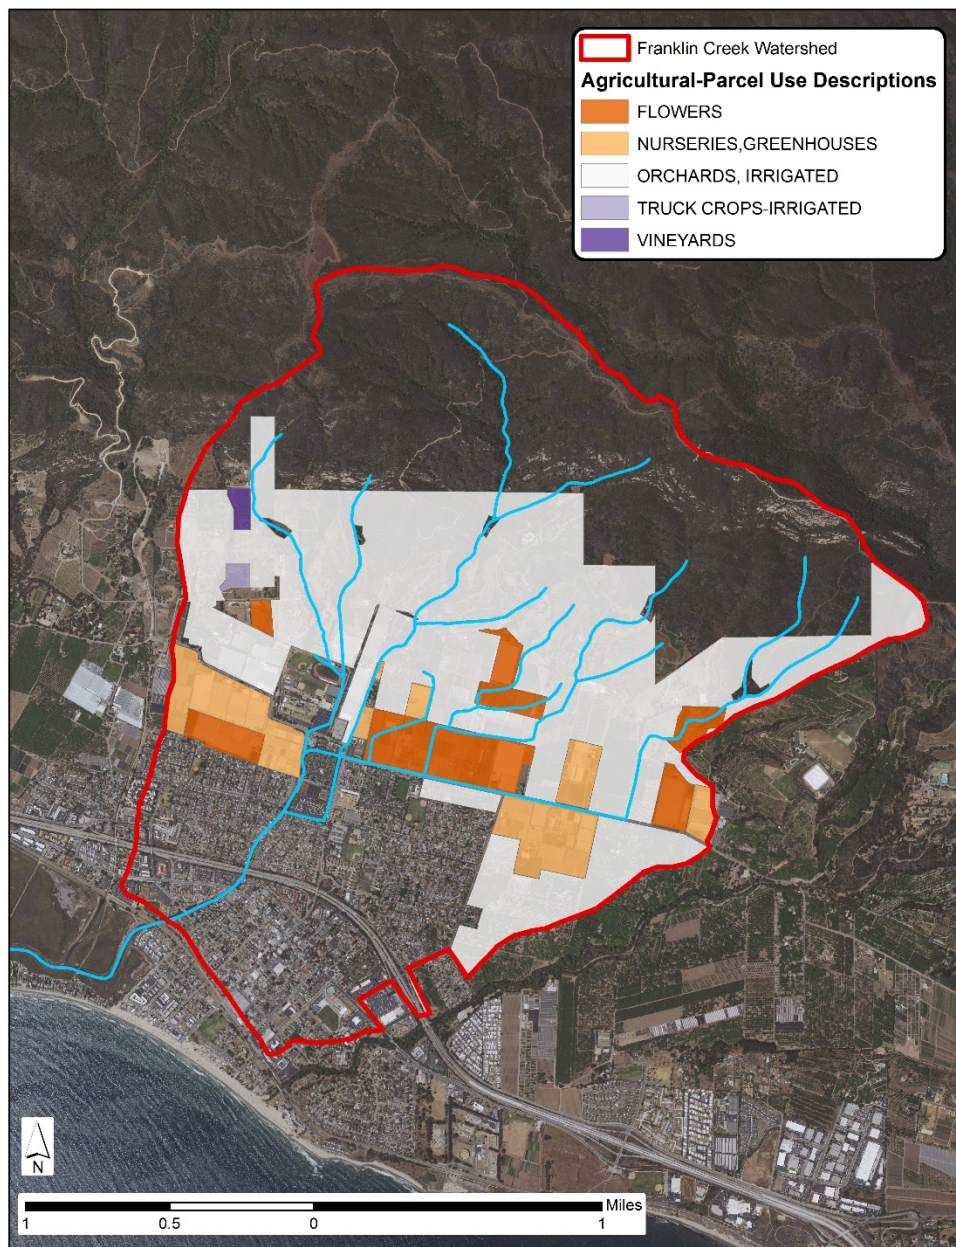 Franklin Creek Watershed
Agricultural-Parcel Use Descriptions
FLOWERS
NURSERIES,GREENHOUSES
ORCHARDS, IRRIGATED
TRUCK CROPS-IRRIGATED
VINEYARDS
N
Miles
1 0.5 0 1